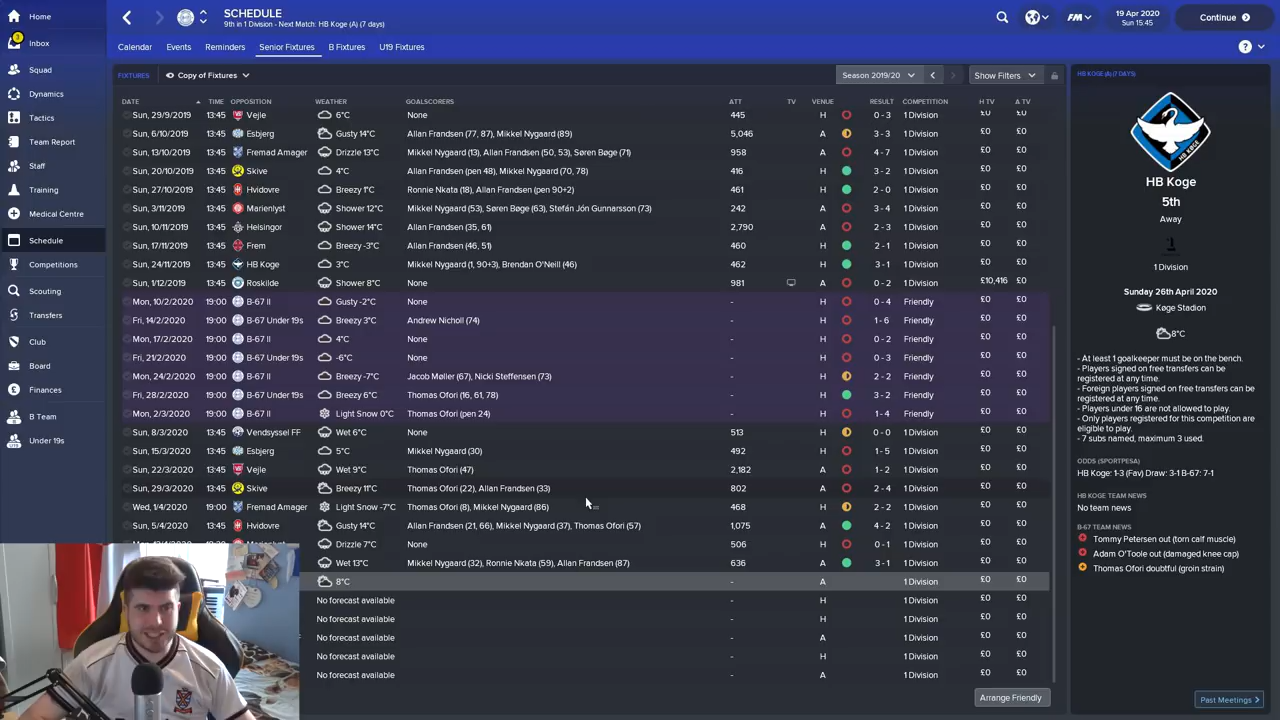 Home
SCHEDULE
9th in 1 Division - Next Match: HB Koge (A) (7 days)
FM
19 Apr 2020
Sun 15:45
Continue
3
Inbox
Calendar
Events
Reminders
Senior Fixtures
B Fixtures
U19 Fixtures
?
Squad
Dynamics
Tactics
Team Report
Staff
Training
Medical Centre
Schedule
Competitions
Scouting
Transfers
Club
Board
Finances
B Team
Under 19s
FIXTURES
Copy of Fixtures
Season 2019/20
Show Filters
DATE TIME OPPOSITION WEATHER GOALSCORERS ATT TV VENUE RESULT COMPETITION H TV A TV
Sun, 29/9/2019 13:45 Vejle 6°C None 445 H 0 - 3 1 Division £0 £0
Sun, 6/10/2019 13:45 Esbjerg Gusty 14°C Allan Frandsen (77, 87), Mikkel Nygaard (89) 5,046 A 3 - 3 1 Division £0 £0
Sun, 13/10/2019 13:45 Fremad Amager Drizzle 13°C Mikkel Nygaard (13), Allan Frandsen (50, 53), Søren Bøge (71) 958 A 4 - 7 1 Division £0 £0
Sun, 20/10/2019 13:45 Skive 4°C Allan Frandsen (pen 48), Mikkel Nygaard (70, 78) 416 H 3 - 2 1 Division £0 £0
Sun, 27/10/2019 13:45 Hvidovre Breezy 1°C Ronnie Nkata (18), Allan Frandsen (pen 90+2) 461 H 2 - 0 1 Division £0 £0
Sun, 3/11/2019 13:45 Marienlyst Shower 12°C Mikkel Nygaard (53), Søren Bøge (63), Stefán Jón Gunnarsson (73) 242 A 3 - 4 1 Division £0 £0
Sun, 10/11/2019 13:45 Helsingor Shower 14°C Allan Frandsen (35, 61) 2,790 A 2 - 3 1 Division £0 £0
Sun, 17/11/2019 13:45 Frem Breezy -3°C Allan Frandsen (46, 51) 460 H 2 - 1 1 Division £0 £0
Sun, 24/11/2019 13:45 HB Koge 3°C Mikkel Nygaard (1, 90+3), Brendan O'Neill (46) 462 H 3 - 1 1 Division £0 £0
Sun, 1/12/2019 13:45 Roskilde Shower 8°C None 981 A 0 - 2 1 Division £10,416 £0
Mon, 10/2/2020 19:00 B-67 II Gusty -2°C None - H 0 - 4 Friendly £0 £0
Fri, 14/2/2020 19:00 B-67 Under 19s Breezy 3°C Andrew Nicholl (74) - H 1 - 6 Friendly £0 £0
Mon, 17/2/2020 19:00 B-67 II 4°C None - H 0 - 2 Friendly £0 £0
Fri, 21/2/2020 19:00 B-67 Under 19s -6°C None - H 0 - 3 Friendly £0 £0
Mon, 24/2/2020 19:00 B-67 II Breezy -7°C Jacob Møller (67), Nicki Steffensen (73) - H 2 - 2 Friendly £0 £0
Fri, 28/2/2020 19:00 B-67 Under 19s Breezy 6°C Thomas Ofori (16, 61, 78) - H 3 - 2 Friendly £0 £0
Mon, 2/3/2020 19:00 B-67 II Light Snow 0°C Thomas Ofori (pen 24) - H 1 - 4 Friendly £0 £0
Sun, 8/3/2020 13:45 Vendsyssel FF Wet 6°C None 513 H 0 - 0 1 Division £0 £0
Sun, 15/3/2020 13:45 Esbjerg 5°C Mikkel Nygaard (30) 492 H 1 - 5 1 Division £0 £0
Sun, 22/3/2020 13:45 Vejle Wet 9°C Thomas Ofori (47) 2,182 A 1 - 2 1 Division £0 £0
Sun, 29/3/2020 13:45 Skive Breezy 11°C Thomas Ofori (22), Allan Frandsen (33) 802 A 2 - 4 1 Division £0 £0
Wed, 1/4/2020 19:00 Fremad Amager Light Snow -7°C Thomas Ofori (8), Mikkel Nygaard (86) 468 H 2 - 2 1 Division £0 £0
Sun, 5/4/2020 13:45 Hvidovre Gusty 14°C Allan Frandsen (21, 66), Mikkel Nygaard (37), Thomas Ofori (57) 1,075 A 4 - 2 1 Division £0 £0
Drizzle 7°C None 506 H 0 - 1 1 Division £0 £0
Wet 13°C Mikkel Nygaard (32), Ronnie Nkata (59), Allan Frandsen (87) 636 A 3 - 1 1 Division £0 £0
8°C - A 1 Division £0 £0
No forecast available - H 1 Division £0 £0
No forecast available - H 1 Division £0 £0
No forecast available - A 1 Division £0 £0
No forecast available - H 1 Division £0 £0
No forecast available - A 1 Division £0 £0
Arrange Friendly
HB KOGE (A) (7 DAYS)
HB KOGE
HB Koge
5th
Away
1 Division
Sunday 26th April 2020
Køge Stadion
8°C
- At least 1 goalkeeper must be on the bench.
- Players signed on free transfers can be
registered at any time.
- Foreign players signed on free transfers can be
registered at any time.
- Players under 16 are not allowed to play.
- Only players registered for this competition are
eligible to play.
- 7 subs named, maximum 3 used.
ODDS (SPORTPESA)
HB Koge: 1-3 (Fav) Draw: 3-1 B-67: 7-1
HB KOGE TEAM NEWS
No team news
B-67 TEAM NEWS
Tommy Petersen out (torn calf muscle)
Adam O'Toole out (damaged knee cap)
Thomas Ofori doubtful (groin strain)
Past Meetings